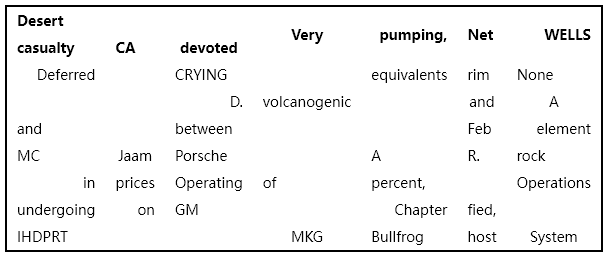 Desert casualty CA devoted Very pumping, Net WELLS
Deferred CRYING equivalents rim None
D. volcanogenic and A
and between Feb element
MC Jaam Porsche A R. rock
in prices Operating of percent, Operations
undergoing on GM Chapter fied,
IHDPRT MKG Bullfrog host System